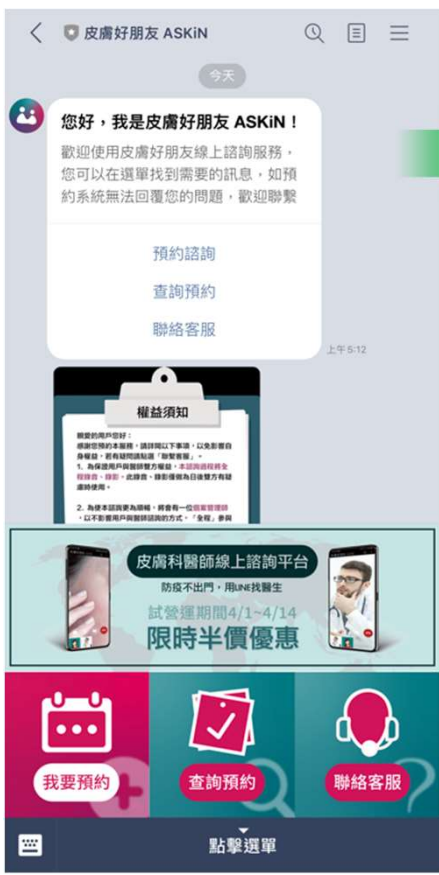 皮膚好朋友 ASKiN
今天
您好，我是皮膚好朋友 ASKiN！
歡迎使用皮膚好朋友線上諮詢服務，
您可以在選單找到需要的訊息，如預
約系統無法回覆您的問題，歡迎聯繫
預約諮詢
查詢預約
聯絡客服
上午 5:12
權益須知
親愛的用戶您好：
感謝您預約本服務，請詳閱以下事項，以免影響自
身權益，若有疑問請點選「聯繫客服」。
1. 為保證用戶與醫師雙方權益，本諮詢過程將全
程錄音、錄影，此錄音、錄影僅做為日後雙方有疑
慮時使用。
2. 為使本諮詢更為順暢，將會有一位個案管理師
，以不影響用戶與醫師諮詢的方式，「全程」參與
皮膚科醫師線上諮詢平台
防疫不出門，用LINE找醫生
試營運期間4/1~4/14
限時半價優惠
我要預約
查詢預約
聯絡客服
點擊選單